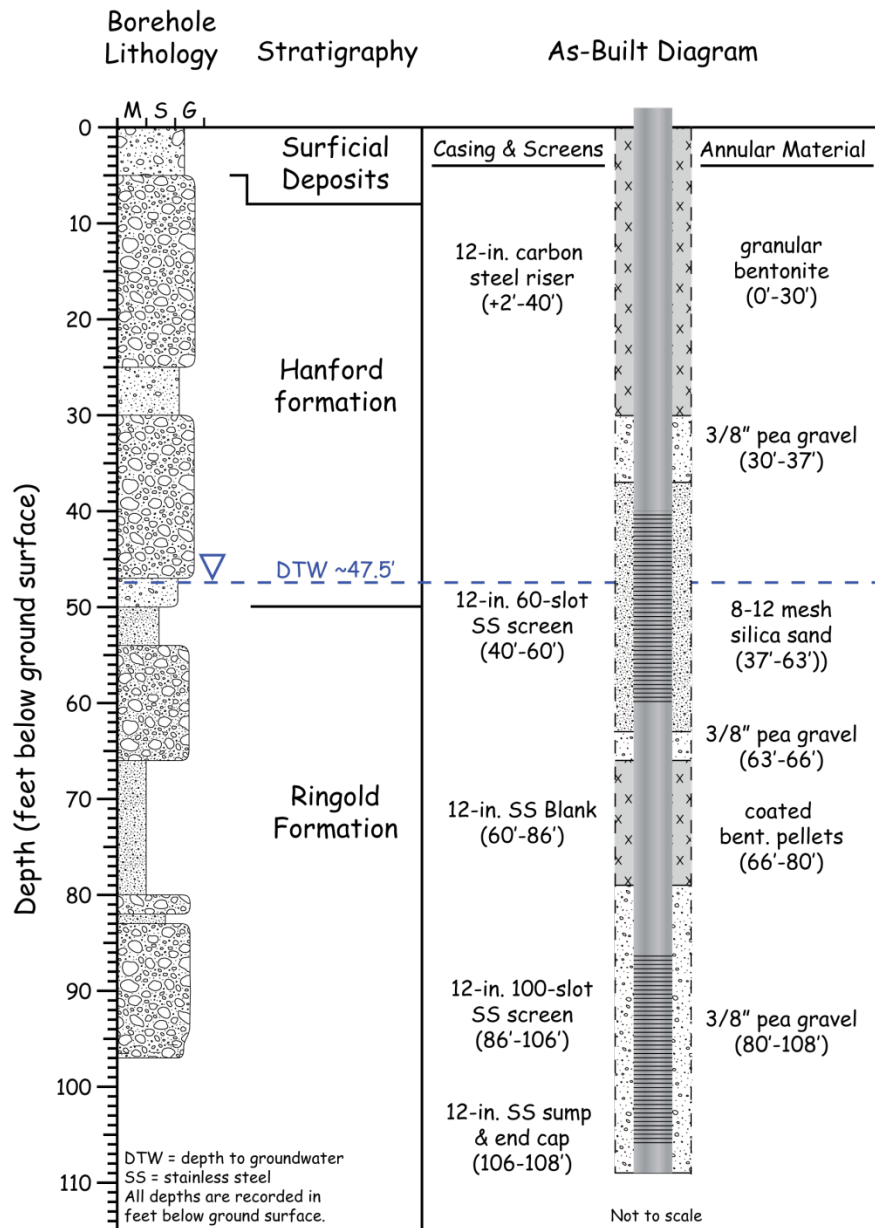 Borehole
Lithology
Stratigraphy
As-Built Diagram
M S G
Depth (feet below ground surface)
0
10
20
30
40
50
60
70
80
90
100
110
Surficial
Deposits
Hanford
formation
DTW ~47.5'
Ringold
Formation
Casing & Screens
12-in. carbon
steel riser
(+2'-40')
12-in. 60-slot
SS screen
(40'-60')
12-in. SS Blank
(60'-86')
12-in. 100-slot
SS screen
(86'-106')
12-in. SS sump
& end cap
(106-108')
Annular Material
granular
bentonite
(0'-30')
3/8" pea gravel
(30'-37')
8-12 mesh
silica sand
(37'-63'))
3/8" pea gravel
(63'-66')
coated
bent. pellets
(66'-80')
3/8" pea gravel
(80'-108')
DTW = depth to groundwater
SS = stainless steel
All depths are recorded in
feet below ground surface.
Not to scale